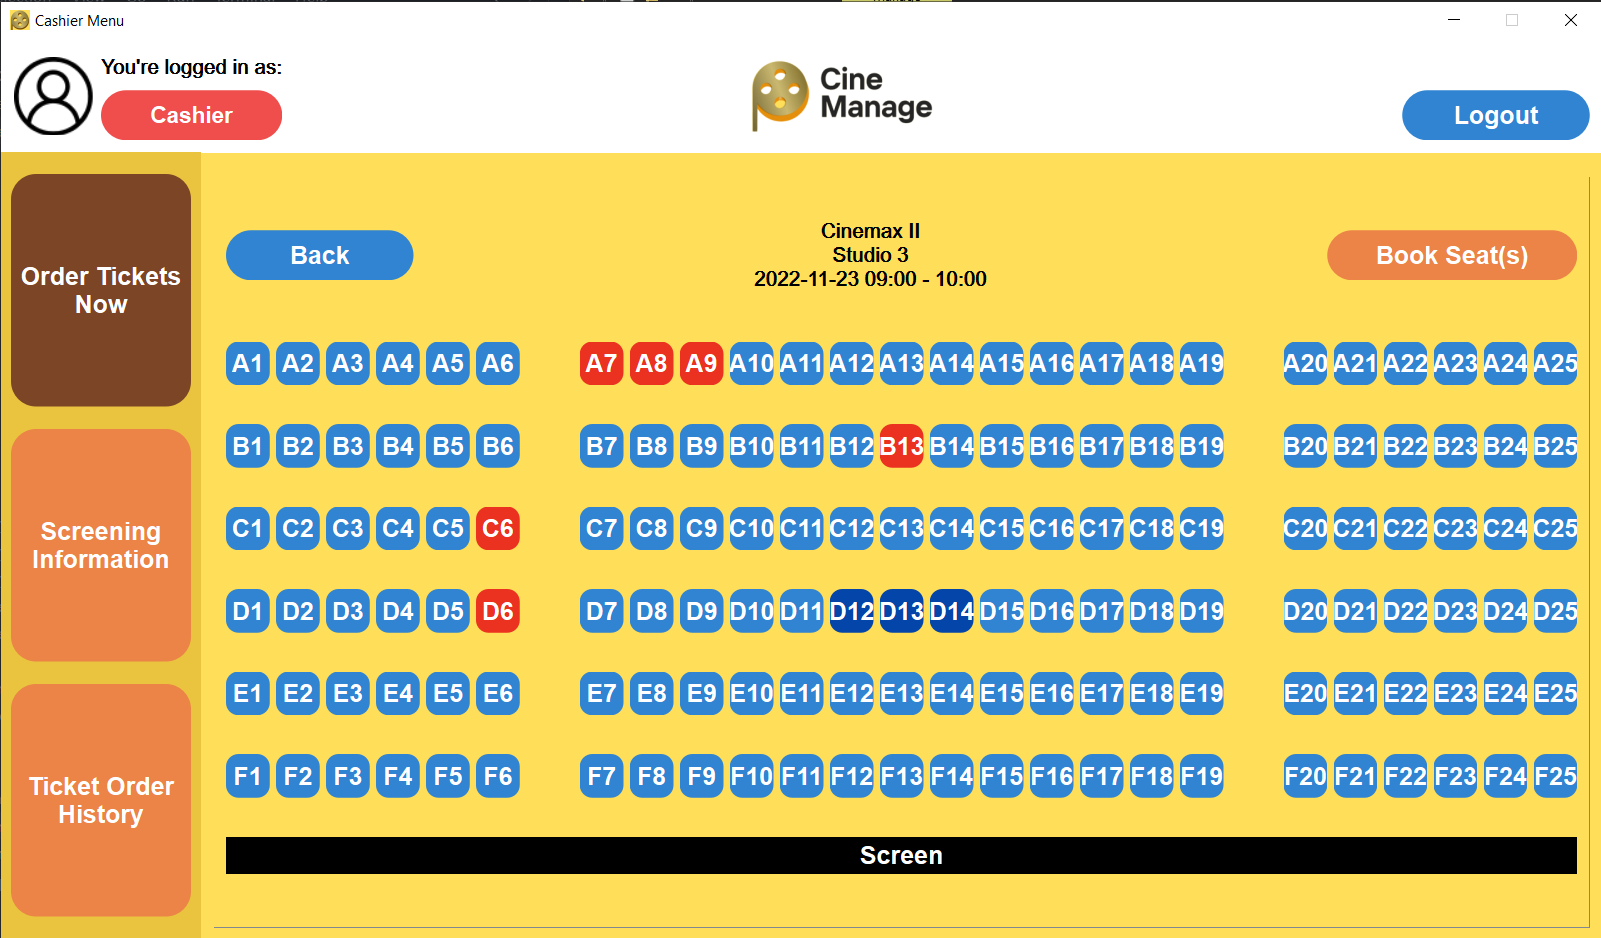 Cashier Menu
You're logged in as:
Cashier
Cine
Manage
Logout
Order Tickets
Now
Screening
Information
Ticket Order
History
Back
Cinemax II
Studio 3
2022-11-23 09:00 - 10:00
Book Seat(s)
A1 A2 A3 A4 A5 A6 A7 A8 A9 A10 A11 A12 A13 A14 A15 A16 A17 A18 A19 A20 A21 A22 A23 A24 A25
B1 B2 B3 B4 B5 B6 B7 B8 B9 B10 B11 B12 B13 B14 B15 B16 B17 B18 B19 B20 B21 B22 B23 B24 B25
C1 C2 C3 C4 C5 C6 C7 C8 C9 C10 C11 C12 C13 C14 C15 C16 C17 C18 C19 C20 C21 C22 C23 C24 C25
D1 D2 D3 D4 D5 D6 D7 D8 D9 D10 D11 D12 D13 D14 D15 D16 D17 D18 D19 D20 D21 D22 D23 D24 D25
E1 E2 E3 E4 E5 E6 E7 E8 E9 E10 E11 E12 E13 E14 E15 E16 E17 E18 E19 E20 E21 E22 E23 E24 E25
F1 F2 F3 F4 F5 F6 F7 F8 F9 F10 F11 F12 F13 F14 F15 F16 F17 F18 F19 F20 F21 F22 F23 F24 F25
Screen